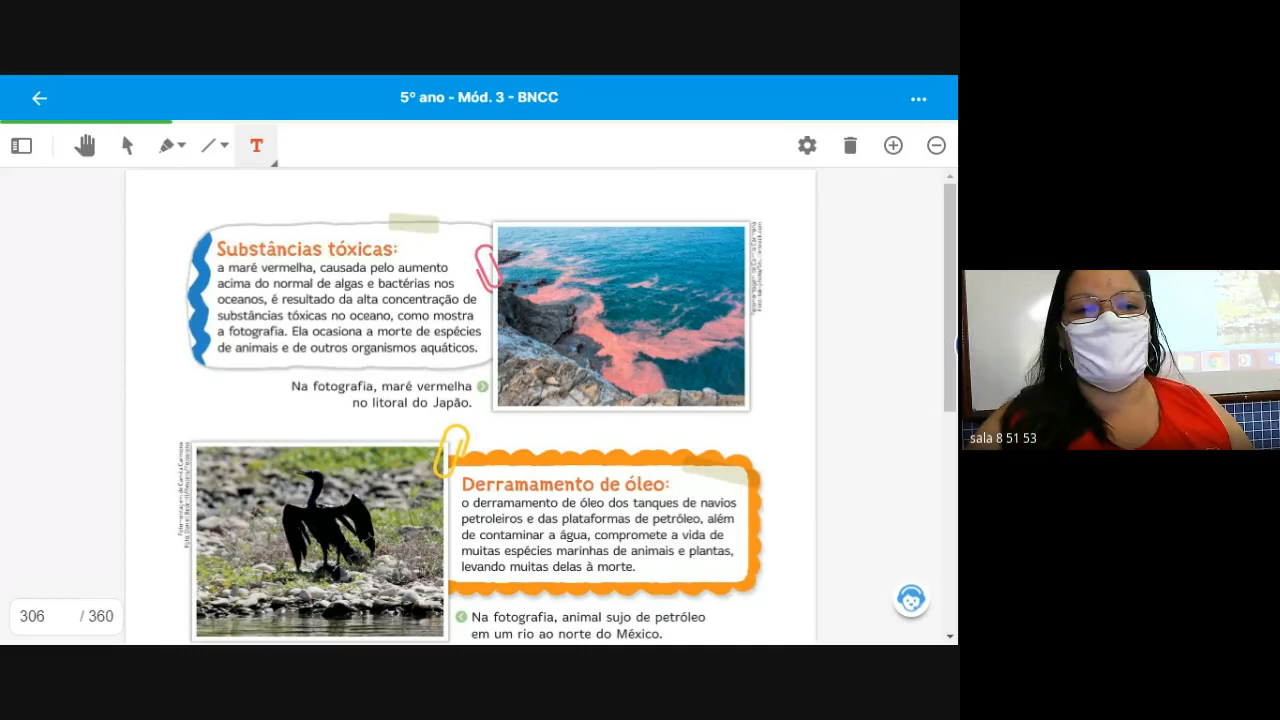 5º ano - Mód. 3 - BNCC
T
Substâncias tóxicas:
a maré vermelha, causada pelo aumento
acima do normal de algas e bactérias nos
oceanos, é resultado da alta concentração de
substâncias tóxicas no oceano, como mostra
a fotografia. Ela ocasiona a morte de espécies
de animais e de outros organismos aquáticos.
Na fotografia, maré vermelha
no litoral do Japão.
Derramamento de óleo:
o derramamento de óleo dos tanques de navios
petroleiros e das plataformas de petróleo, além
de contaminar a água, compromete a vida de
muitas espécies marinhas de animais e plantas,
levando muitas delas à morte.
Na fotografia, animal sujo de petróleo
em um rio ao norte do México.
306 / 360
sala 8 51 53